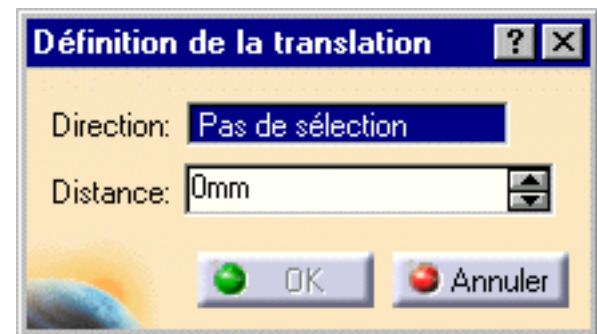 Définition de la translation
Direction: Pas de sélection
Distance: 0mm
OK Annuler